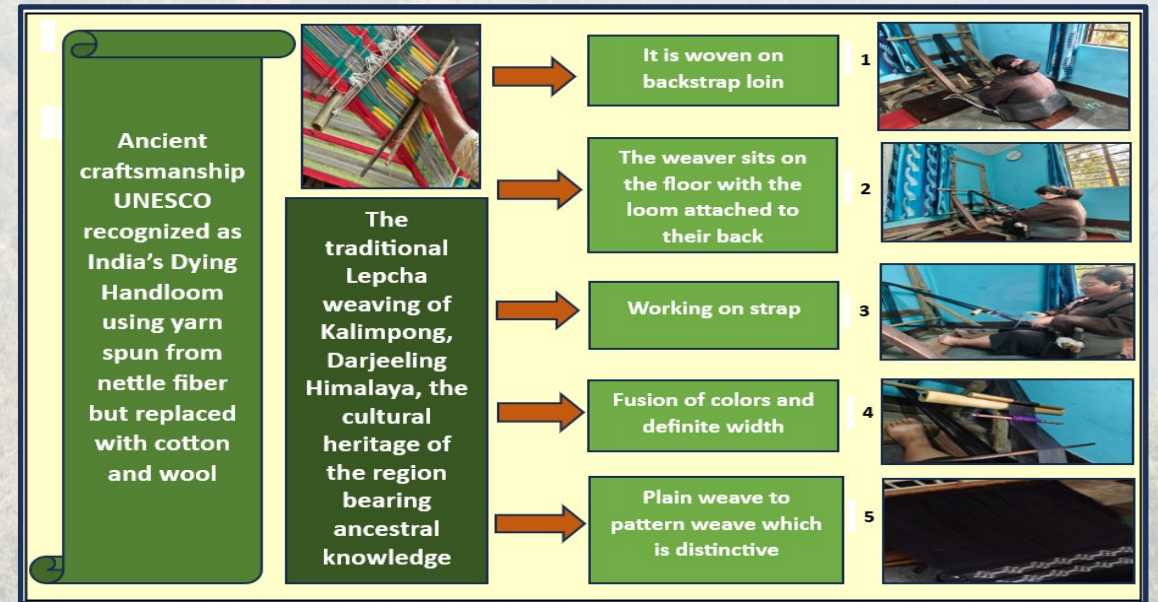 Ancient
craftsmanship
UNESCO
recognized as
India's Dying
Handloom
using yarn
spun from
nettle fiber
but replaced
with cotton
and wool
The
traditional
Lepcha
weaving of
Kalimpong,
Darjeeling
Himalaya, the
cultural
heritage of
the region
bearing
ancestral
knowledge
It is woven on
backstrap loin
1
The weaver sits on
the floor with the
loom attached to
their back
2
Working on strap
3
Fusion of colors and
definite width
4
Plain weave to
pattern weave which
is distinctive
5